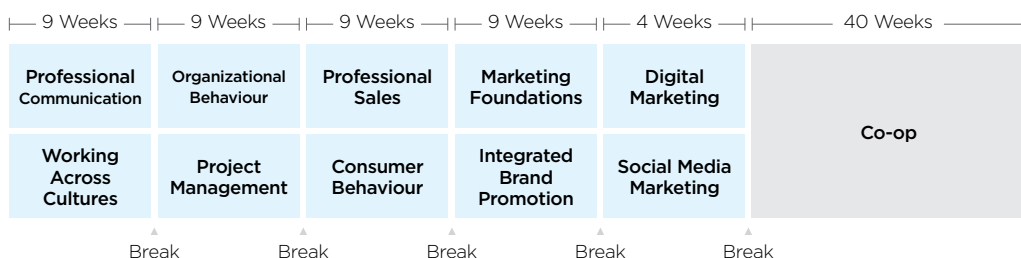 9 Weeks 9 Weeks 9 Weeks 9 Weeks 4 Weeks 40 Weeks
Professional
Communication
Organizational
Behaviour
Professional
Sales
Marketing
Foundations
Digital
Marketing
Co-op
Working
Across
Cultures
Project
Management
Consumer
Behaviour
Integrated
Brand
Promotion
Social Media
Marketing
Break Break Break Break Break